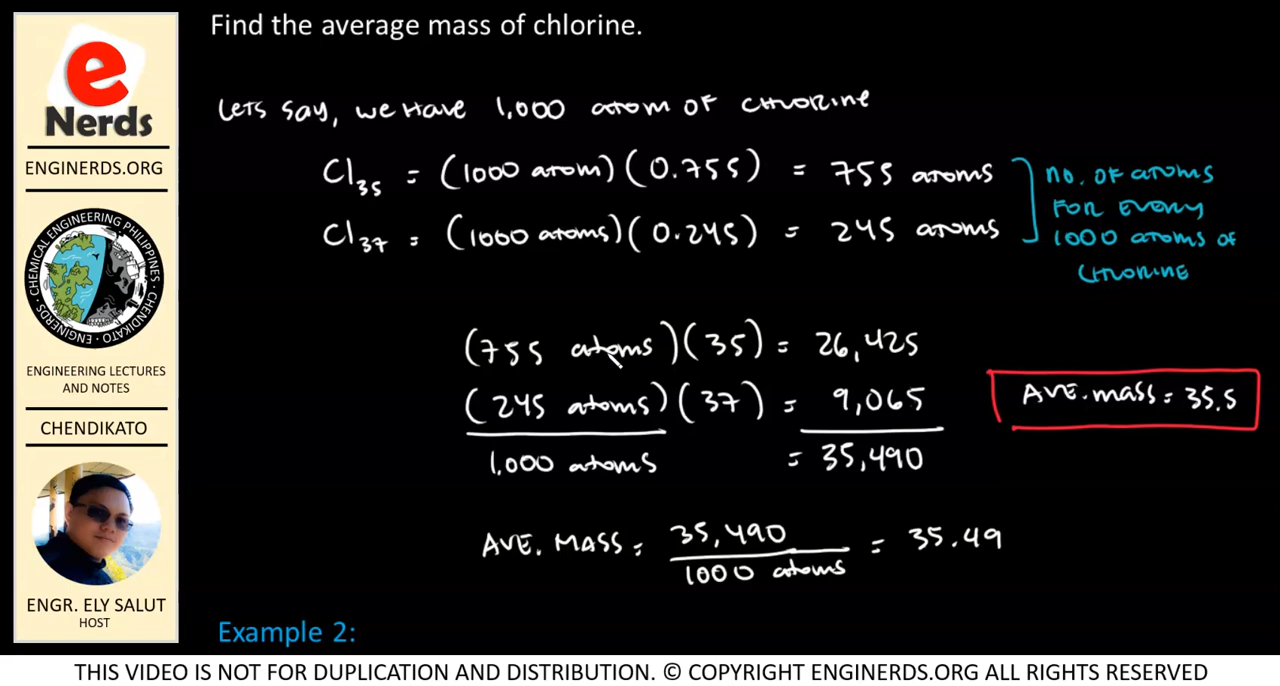 Find the average mass of chlorine.
LETS SAY, WE HAVE 1,000 ATOM OF CHLORINE
Cl35 = (1000 ATOM)(0.755) = 755 ATOMS
Cl37 = (1000 ATOMS)(0.245) = 245 ATOMS
NO. OF ATOMS
FOR EVERY
1000 ATOMS OF
CHLORINE
(755 ATOMS)(35) = 26,425
(245 ATOMS)(37) = 9,065
1,000 ATOMS = 35,490
AVE. MASS = 35.5
AVE. MASS = 35,490 / 1000 ATOMS = 35.49
Example 2:
e
Nerds
ENGINERDS.ORG
CHEMICAL ENGINEERING PHILIPPINES
CHENDIKATO · ENGINERDS
ENGINEERING LECTURES
AND NOTES
CHENDIKATO
ENGR. ELY SALUT
HOST
THIS VIDEO IS NOT FOR DUPLICATION AND DISTRIBUTION. © COPYRIGHT ENGINERDS.ORG ALL RIGHTS RESERVED